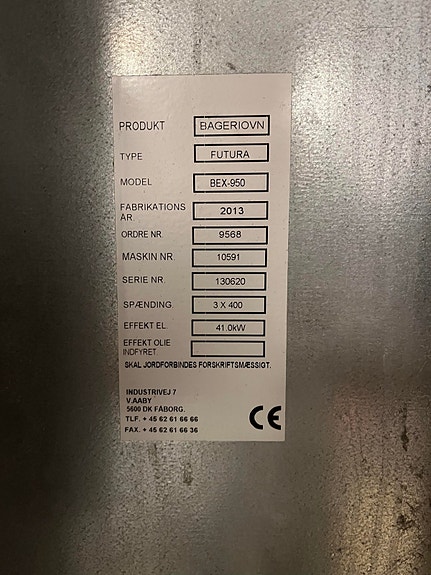 PRODUKT BAGERIOVN
TYPE FUTURA
MODEL BEX-950
FABRIKATIONS
ÅR. 2013
ORDRE NR. 9568
MASKIN NR. 10591
SERIE NR. 130620
SPÆNDING. 3 X 400
EFFEKT EL. 41.0kW
EFFEKT OLIE
INDFYRET.
SKAL JORDFORBINDES FORSKRIFTSMÆSSIGT.
INDUSTRIVEJ 7
V.AABY
5600 DK FÅBORG.
TLF. + 45 62 61 66 66
FAX. + 45 62 61 66 36
CE